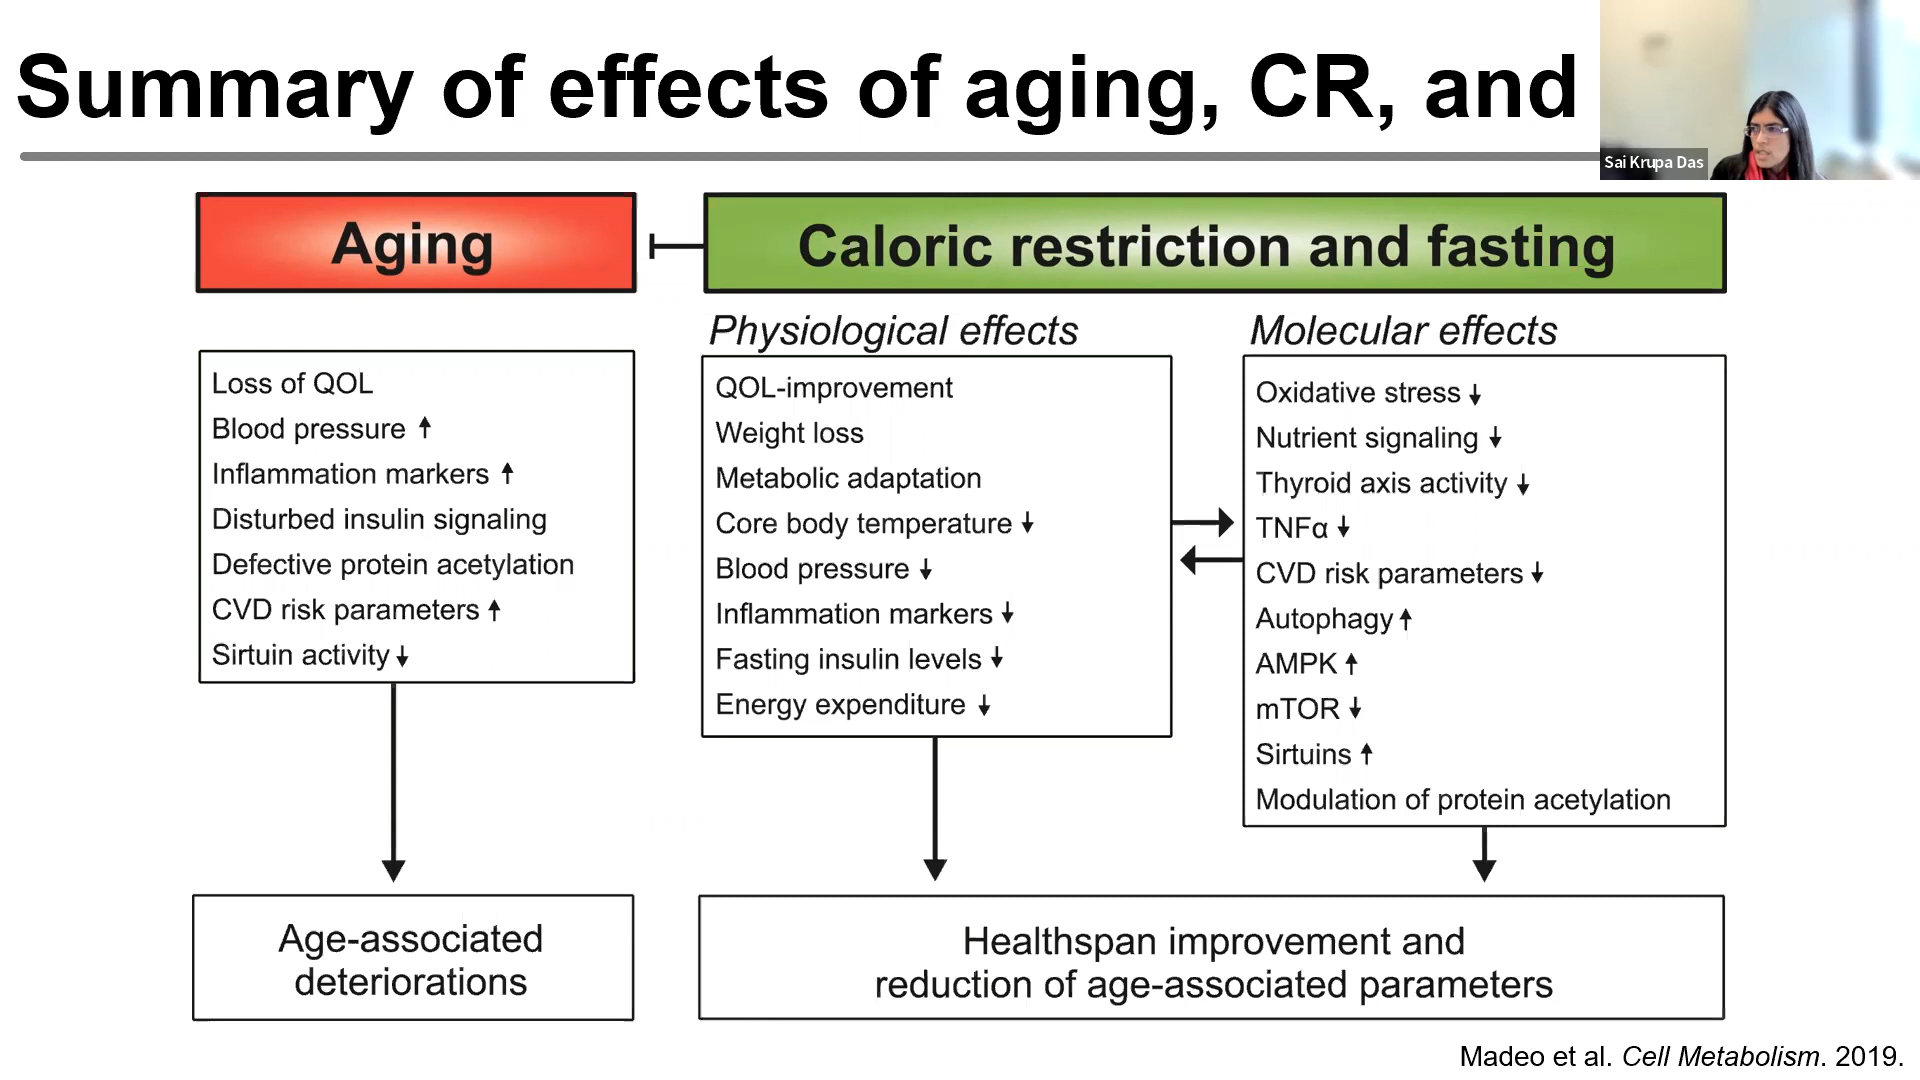 Summary of effects of aging, CR, and
Sai Krupa Das
Aging
Caloric restriction and fasting
Physiological effects
Molecular effects
Loss of QOL
Blood pressure ↑
Inflammation markers ↑
Disturbed insulin signaling
Defective protein acetylation
CVD risk parameters ↑
Sirtuin activity ↓
QOL-improvement
Weight loss
Metabolic adaptation
Core body temperature ↓
Blood pressure ↓
Inflammation markers ↓
Fasting insulin levels ↓
Energy expenditure ↓
Oxidative stress ↓
Nutrient signaling ↓
Thyroid axis activity ↓
TNFα ↓
CVD risk parameters ↓
Autophagy ↑
AMPK ↑
mTOR ↓
Sirtuins ↑
Modulation of protein acetylation
Age-associated
deteriorations
Healthspan improvement and
reduction of age-associated parameters
Madeo et al. Cell Metabolism. 2019.